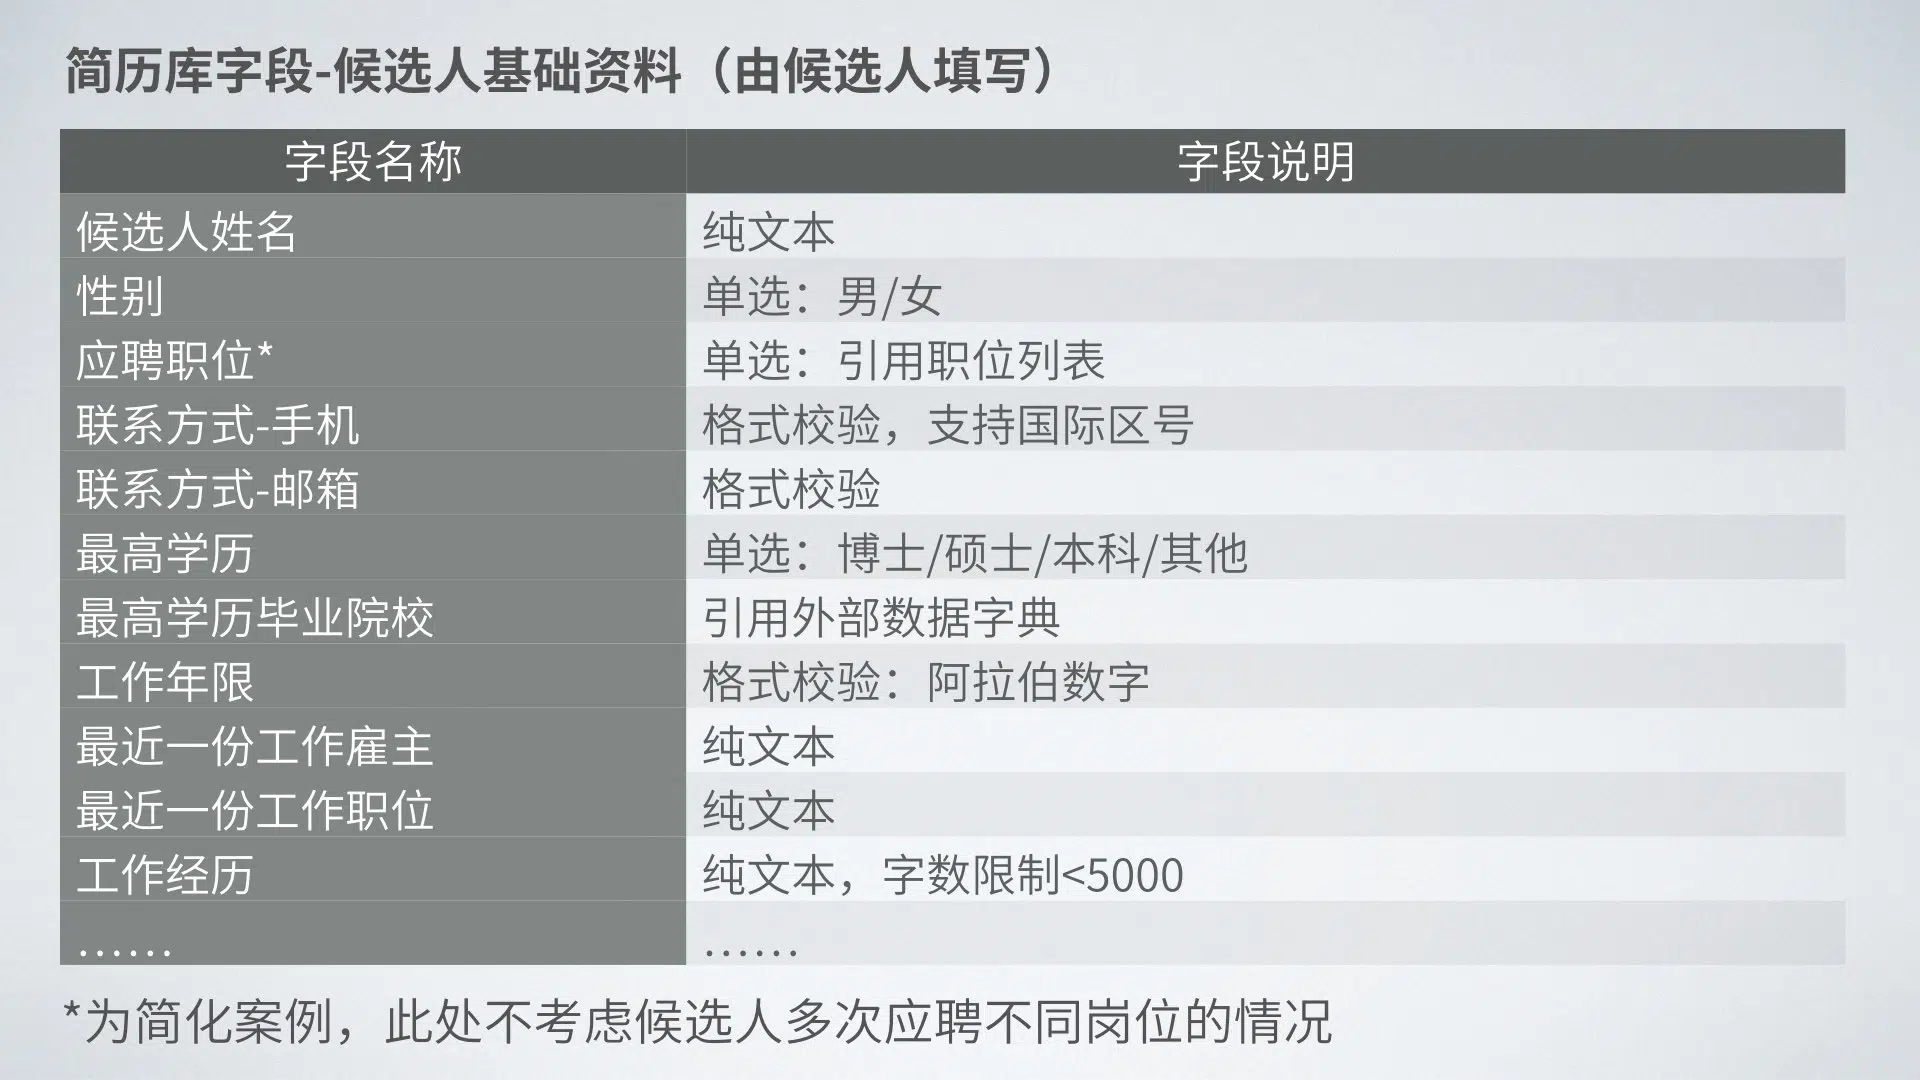 简历库字段-候选人基础资料（由候选人填写）
字段名称 字段说明
候选人姓名 纯文本
性别 单选：男/女
应聘职位* 单选：引用职位列表
联系方式-手机 格式校验，支持国际区号
联系方式-邮箱 格式校验
最高学历 单选：博士/硕士/本科/其他
最高学历毕业院校 引用外部数据字典
工作年限 格式校验：阿拉伯数字
最近一份工作雇主 纯文本
最近一份工作职位 纯文本
工作经历 纯文本，字数限制<5000
…… ……
*为简化案例，此处不考虑候选人多次应聘不同岗位的情况